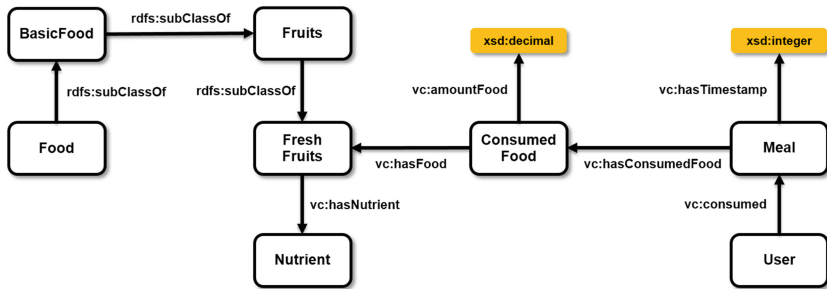 rdfs:subClassOf
BasicFood
Fruits
xsd:decimal
xsd:integer
rdfs:subClassOf
rdfs:subClassOf
vc:amountFood
vc:hasTimestamp
Food
Fresh
Fruits
Consumed
Food
Meal
vc:hasFood
vc:hasConsumedFood
vc:hasNutrient
vc:consumed
Nutrient
User